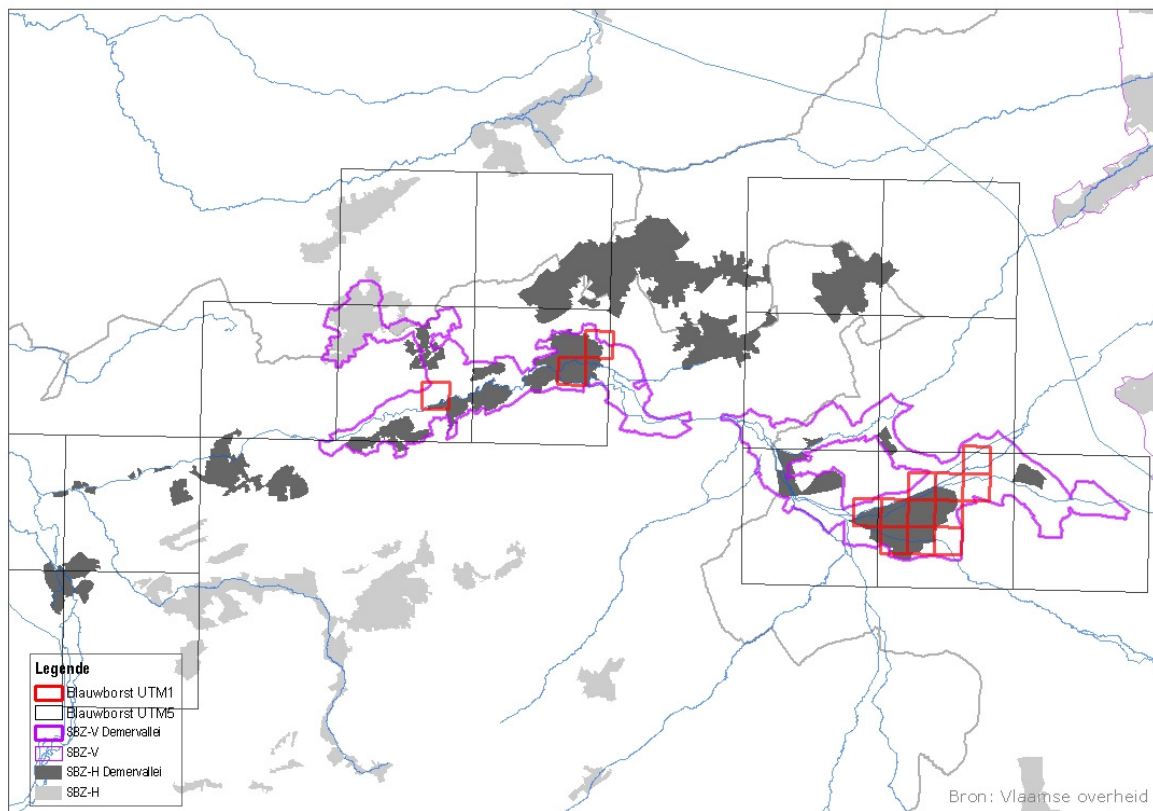 Legende
Blauwborst UTM1
Blauwborst UTM5
SBZ-V Demervallei
SBZ-V
SBZ-H Demervallei
SBZ-H
Bron: Vlaamse overheid